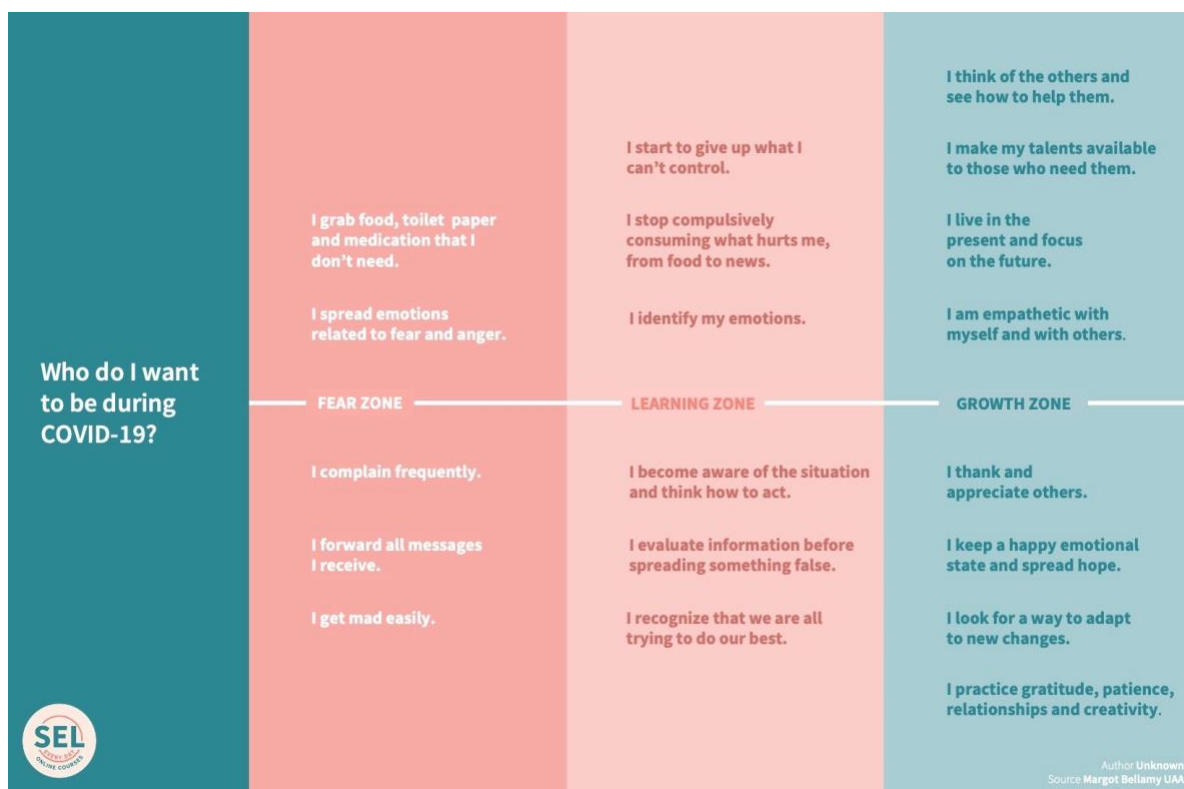 Who do I want
to be during
COVID-19?
SEL
EVERY DAY
ONLINE COURSES
I grab food, toilet paper
and medication that I
don't need.
I spread emotions
related to fear and anger.
FEAR ZONE
I complain frequently.
I forward all messages
I receive.
I get mad easily.
I start to give up what I
can't control.
I stop compulsively
consuming what hurts me,
from food to news.
I identify my emotions.
LEARNING ZONE
I become aware of the situation
and think how to act.
I evaluate information before
spreading something false.
I recognize that we are all
trying to do our best.
I think of the others and
see how to help them.
I make my talents available
to those who need them.
I live in the
present and focus
on the future.
I am empathetic with
myself and with others.
GROWTH ZONE
I thank and
appreciate others.
I keep a happy emotional
state and spread hope.
I look for a way to adapt
to new changes.
I practice gratitude, patience,
relationships and creativity.
Author Unknown
Source Margot Bellamy UAA